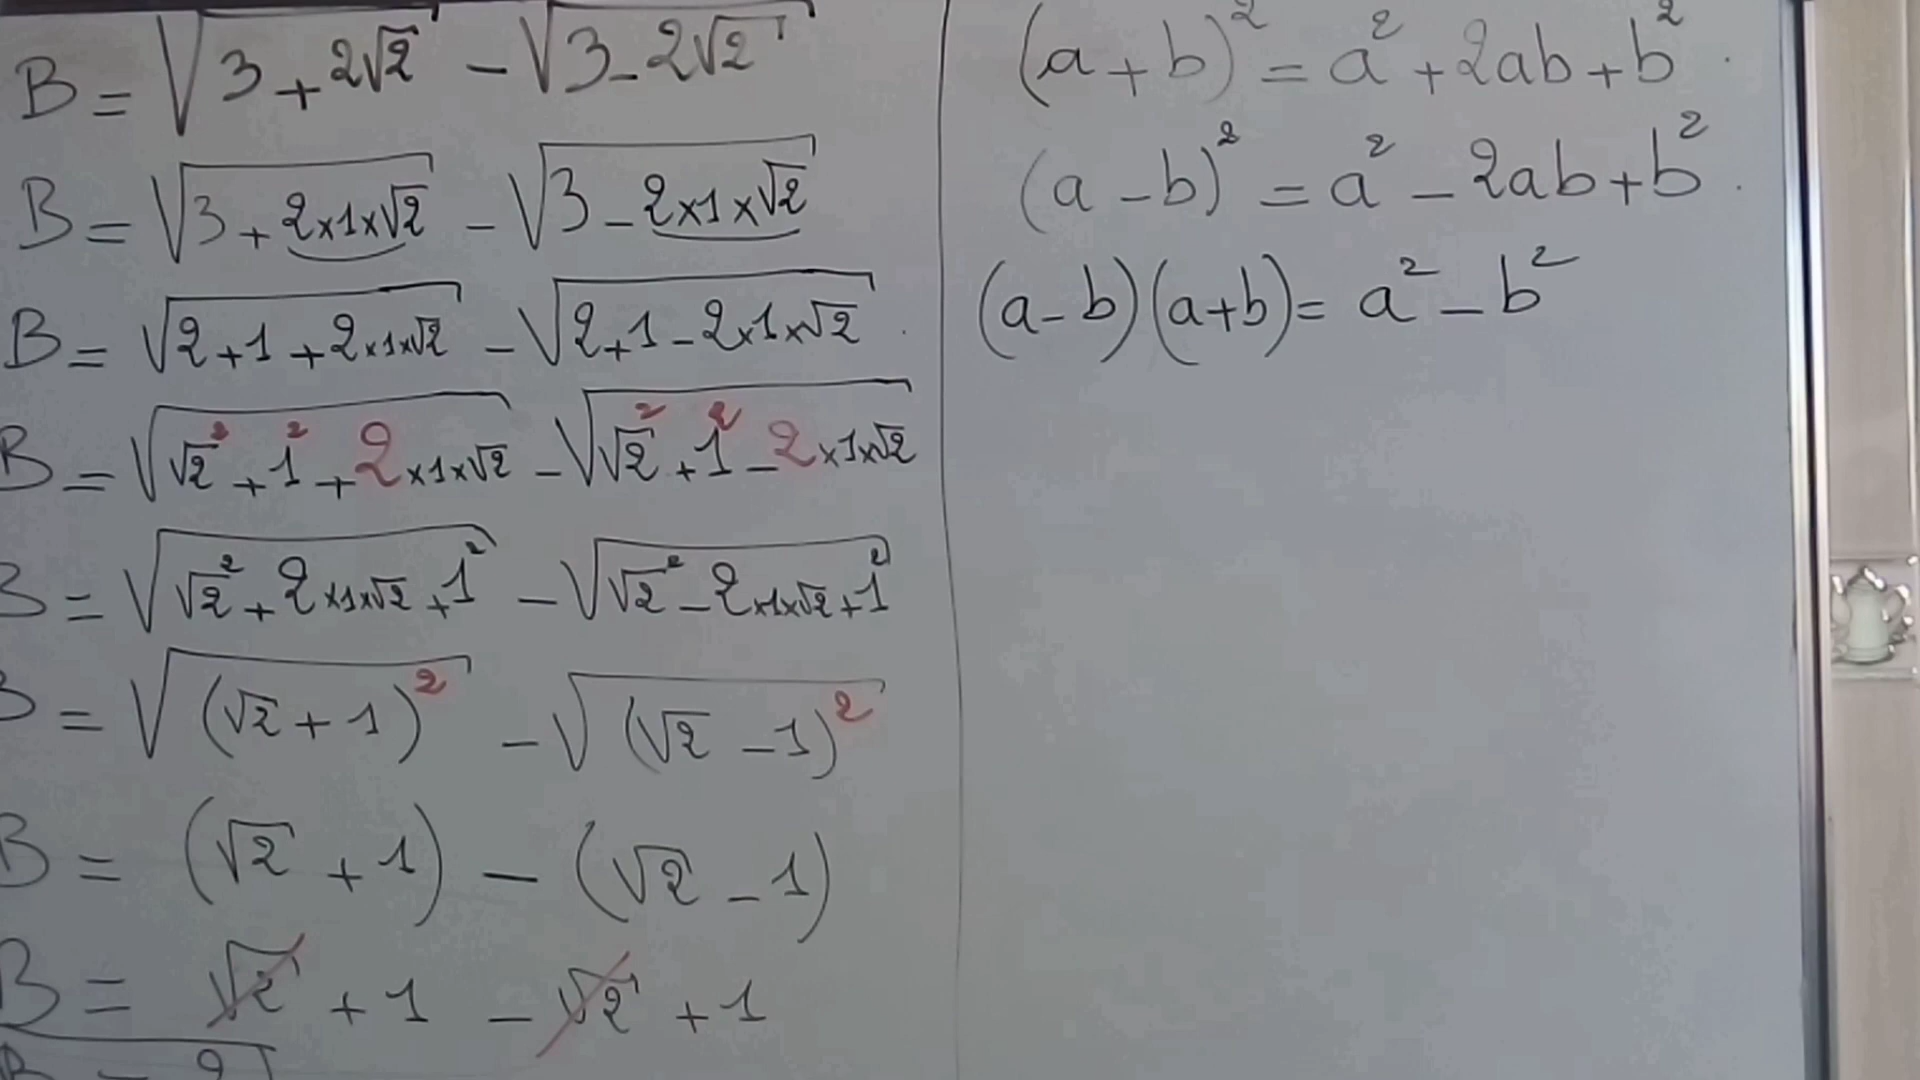 B = √(3 + 2√2) - √(3 - 2√2)
B = √(3 + 2×1×√2) - √(3 - 2×1×√2)
B = √(2 + 1 + 2×1×√2) - √(2 + 1 - 2×1×√2)
B = √(√2² + 1² + 2×1×√2) - √(√2² + 1² - 2×1×√2)
B = √(√2² + 2×1×√2 + 1²) - √(√2² - 2×1×√2 + 1²)
B = √((√2 + 1)²) - √((√2 - 1)²)
B = (√2 + 1) - (√2 - 1)
B = √2 + 1 - √2 + 1
B = 2
(a + b)² = a² + 2ab + b²
(a - b)² = a² - 2ab + b²
(a - b)(a + b) = a² - b²